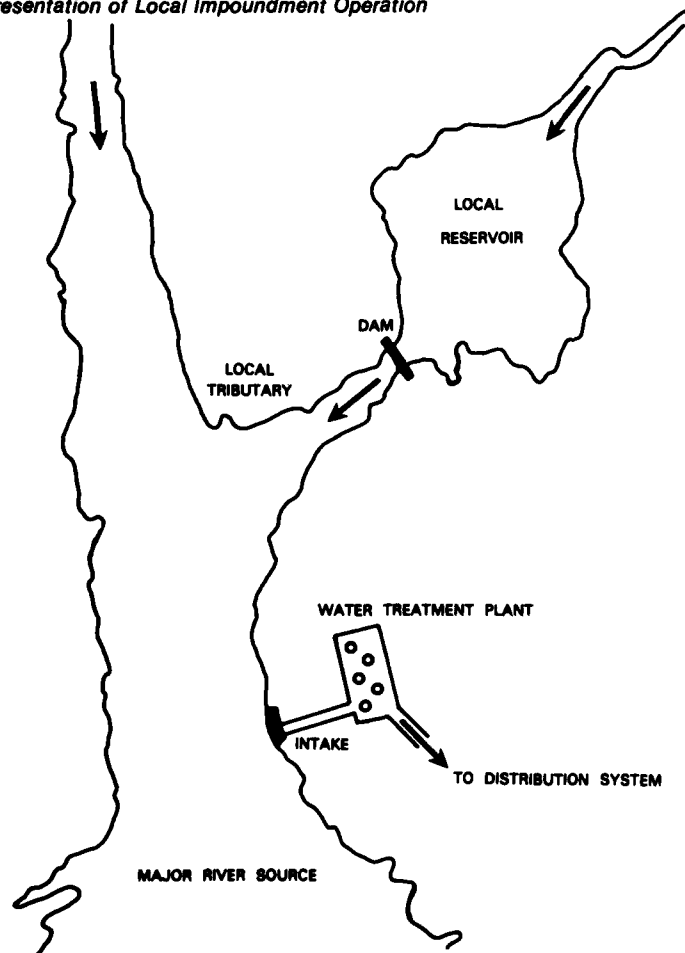 resentation of Local Impoundment Operation
LOCAL
RESERVOIR
DAM
LOCAL
TRIBUTARY
WATER TREATMENT PLANT
INTAKE
TO DISTRIBUTION SYSTEM
MAJOR RIVER SOURCE